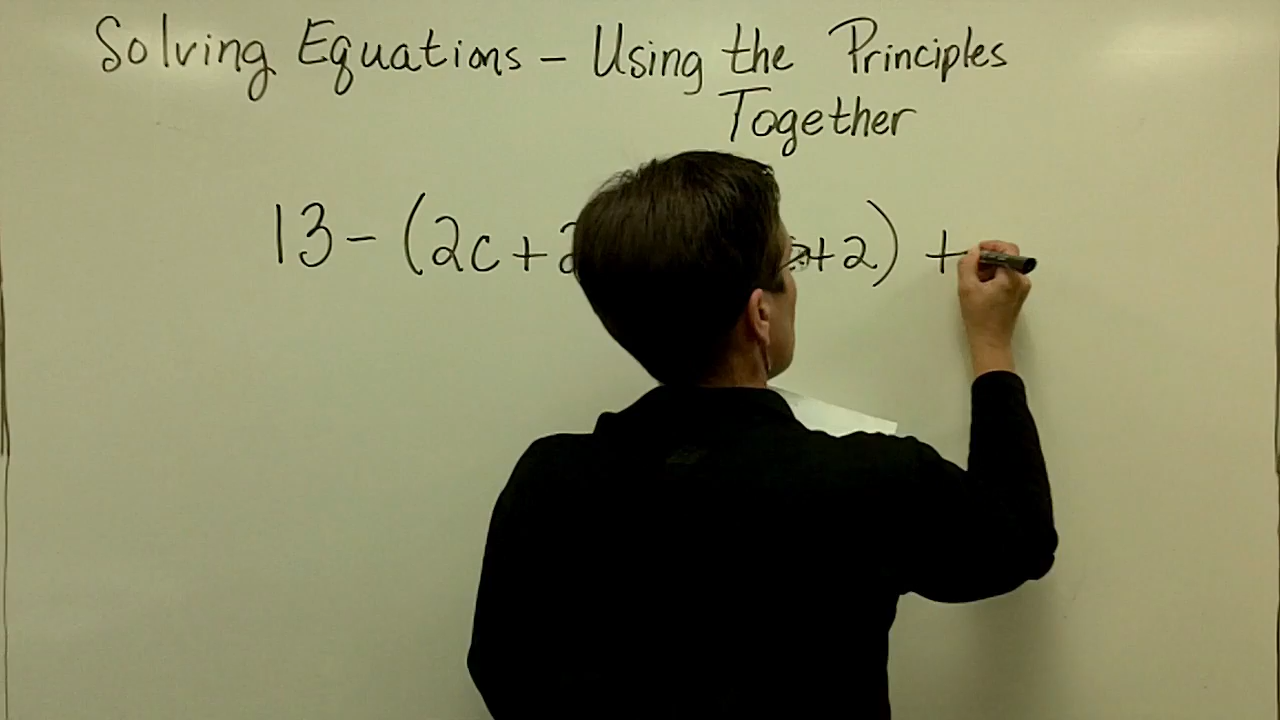 Solving Equations – Using the Principles
Together
13 – (2c + 2 +2) +